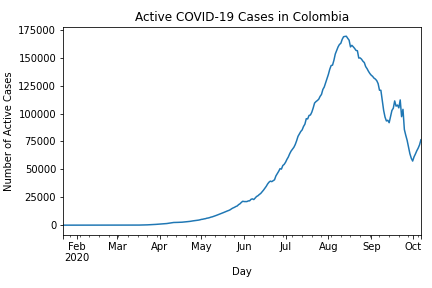 Active COVID-19 Cases in Colombia
Number of Active Cases
175000
150000
125000
100000
75000
50000
25000
0
Feb Mar Apr May Jun Jul Aug Sep Oct
2020
Day